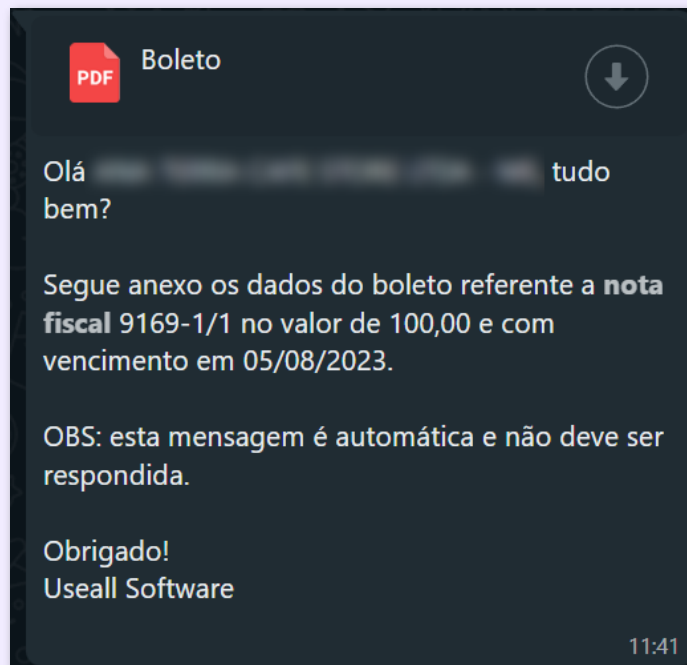 PDF
Boleto
Olá tudo
bem?
Segue anexo os dados do boleto referente a nota
fiscal 9169-1/1 no valor de 100,00 e com
vencimento em 05/08/2023.
OBS: esta mensagem é automática e não deve ser
respondida.
Obrigado!
Useall Software
11:41